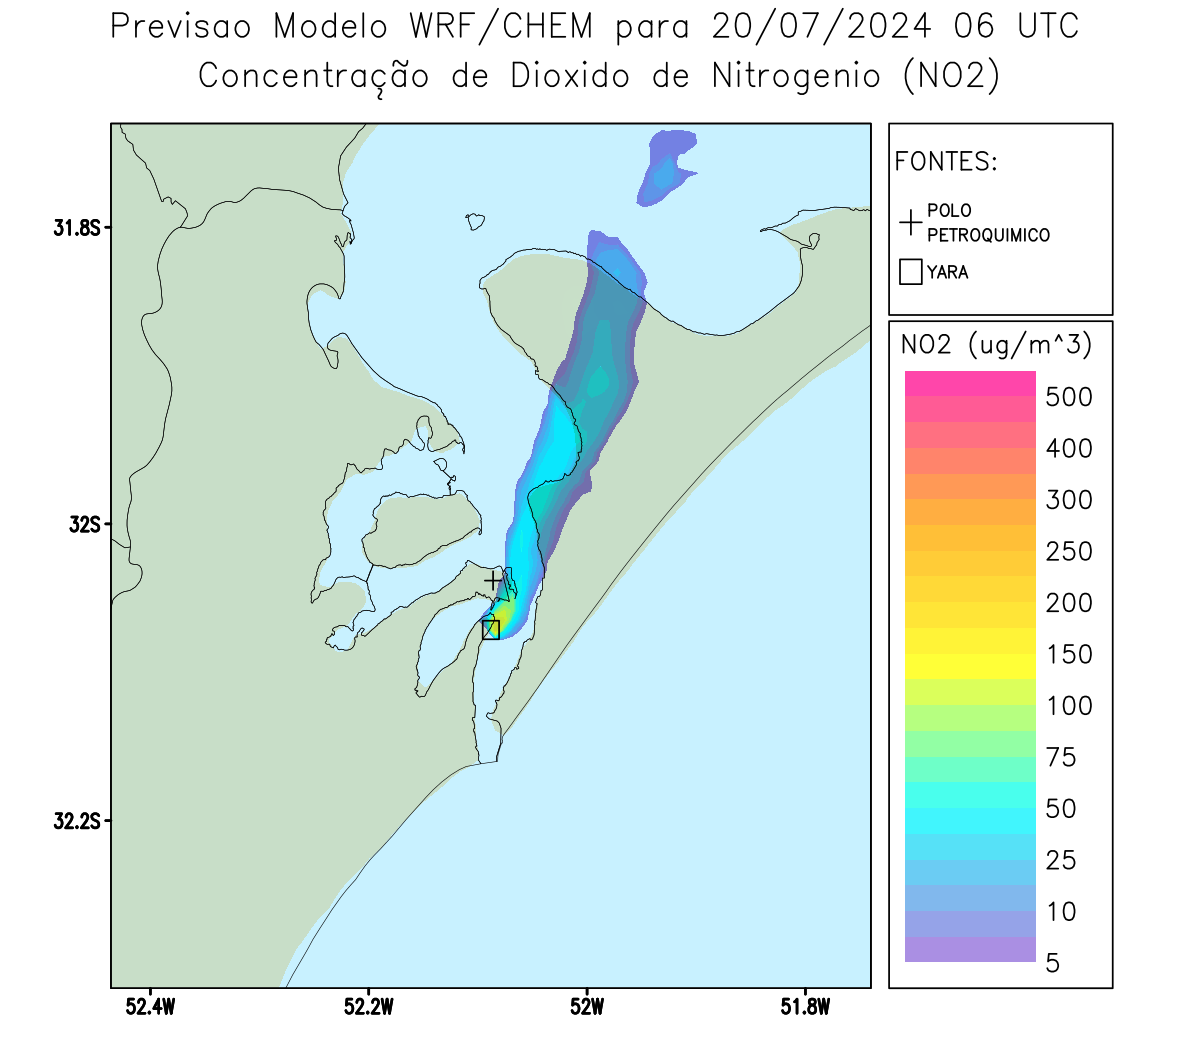 Previsao Modelo WRF/CHEM para 20/07/2024 06 UTC
Concentração de Dioxido de Nitrogenio (NO2)
FONTES:
POLO
PETROQUIMICO
YARA
NO2 (ug/m^3)
500
400
300
250
200
150
100
75
50
25
10
5
31.8S
32S
32.2S
52.4W
52.2W
52W
51.8W